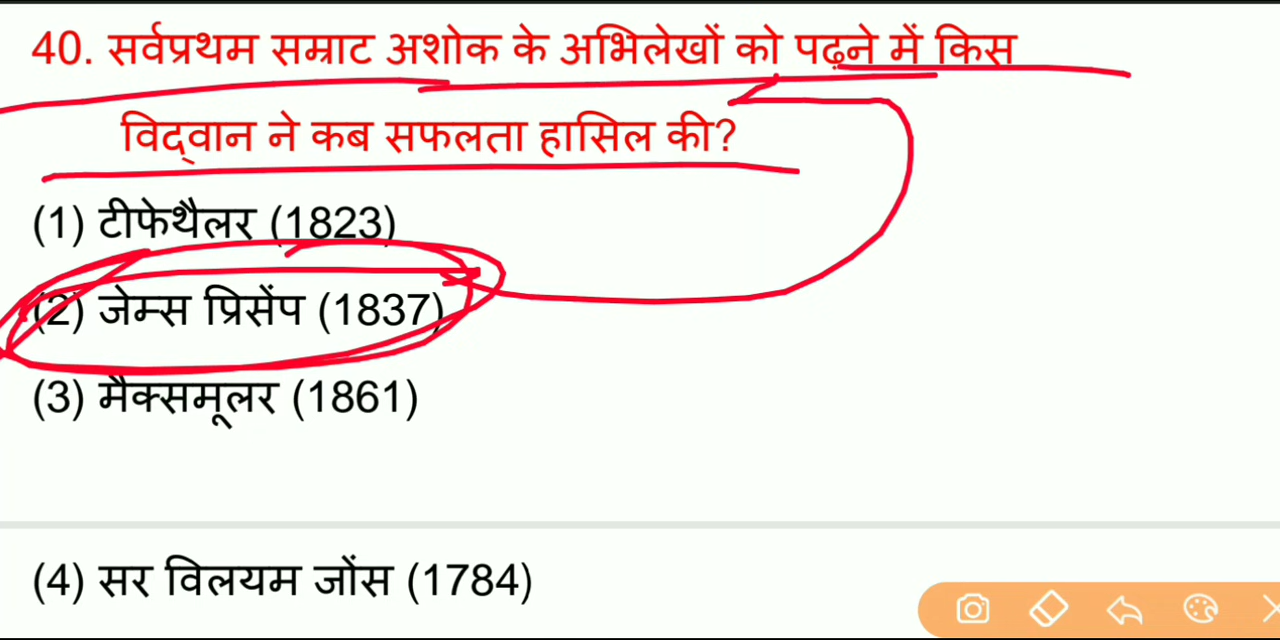 40. सर्वप्रथम सम्राट अशोक के अभिलेखों को पढ़ने में किस
विद्वान ने कब सफलता हासिल की?
(1) टीफेथैलर (1823)
(2) जेम्स प्रिसेंप (1837)
(3) मैक्समूलर (1861)
(4) सर विलयम जोंस (1784)